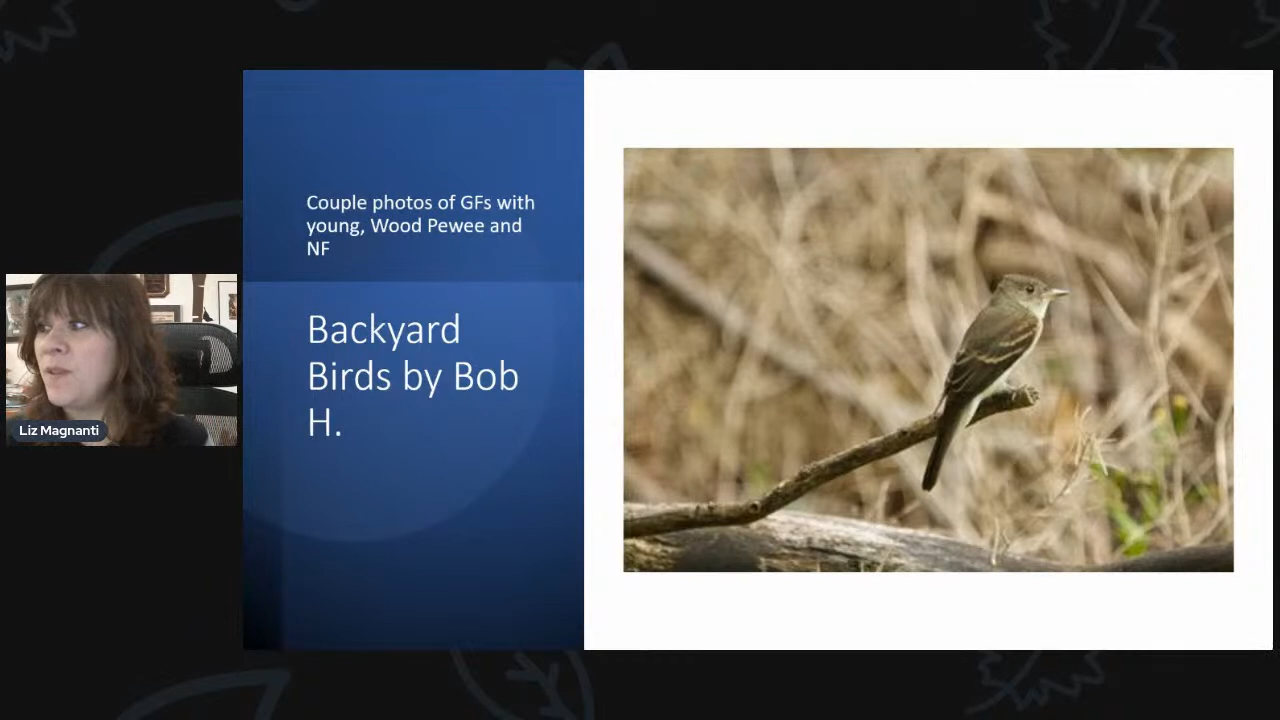 Couple photos of GFs with
young, Wood Pewee and
NF
Backyard
Birds by Bob
H.
Liz Magnanti